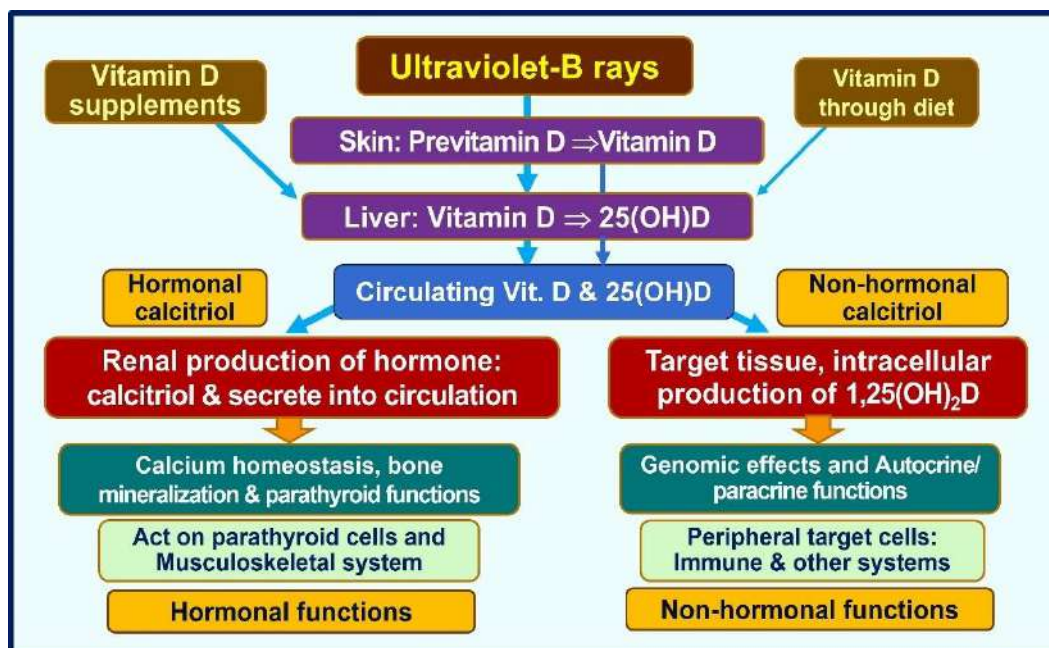 Vitamin D
supplements
Ultraviolet-B rays
Vitamin D
through diet
Skin: Previtamin D ⇒Vitamin D
Liver: Vitamin D ⇒ 25(OH)D
Hormonal
calcitriol
Circulating Vit. D & 25(OH)D
Non-hormonal
calcitriol
Renal production of hormone:
calcitriol & secrete into circulation
Target tissue, intracellular
production of 1,25(OH)₂D
Calcium homeostasis, bone
mineralization & parathyroid functions
Genomic effects and Autocrine/
paracrine functions
Act on parathyroid cells and
Musculoskeletal system
Peripheral target cells:
Immune & other systems
Hormonal functions
Non-hormonal functions